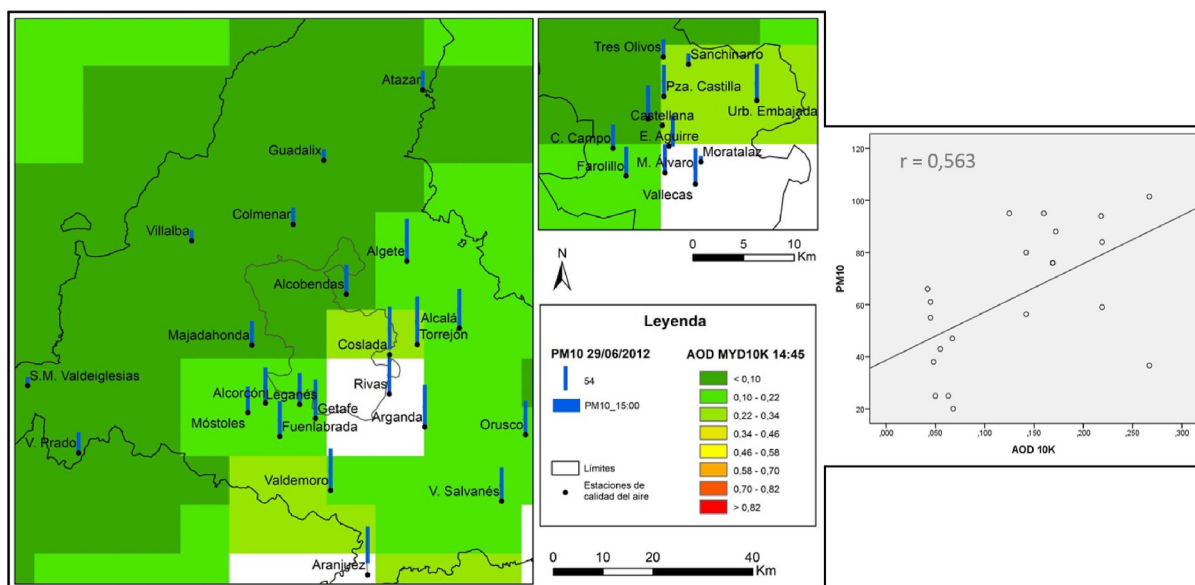 Atazar
Guadalix
Colmenar
Villalba
Algete
Alcobendas
Alcalá
Torrejón
Majadahonda
Coslada
S.M. Valdeiglesias
Rivas
Alcorcón
Leganés
Getafe
Arganda
Móstoles
Fuenlabrada
Orusco
V. Prado
Valdemoro
V. Salvanés
Aranjuez
Tres Olivos
Sanchinarro
Pza. Castilla
Urb. Embajada
Castellana
C. Campo
E. Aguirre
Farolillo
M. Alvaro
Moratalaz
Vallecas
N
0 5 10
Km
Leyenda
PM10 29/06/2012
54
PM10_15:00
Límites
Estaciones de
calidad del aire
AOD MYD10K 14:45
< 0,10
0,10 - 0,22
0,22 - 0,34
0,34 - 0,46
0,46 - 0,58
0,58 - 0,70
0,70 - 0,82
> 0,82
0 10 20 40
Km
r = 0,563
PM10
120
100
80
60
40
20
,000 ,050 ,100 ,150 ,200 ,250 ,300
AOD 10K